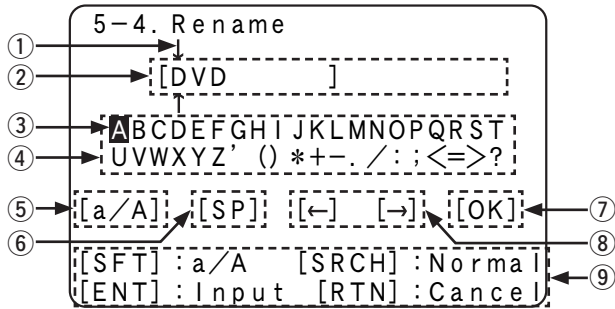 5-4. Rename
①
② [DVD ]
③ ABCDEFGHIJKLMNOPQRST
④ UVWXYZ' () *+-./:;<=>?
⑤ [a/A] [SP] [←] [→] [OK] ⑦
⑥ ⑧
[SFT] :a/A [SRCH] :Normal ⑨
[ENT] :Input [RTN] :Cancel